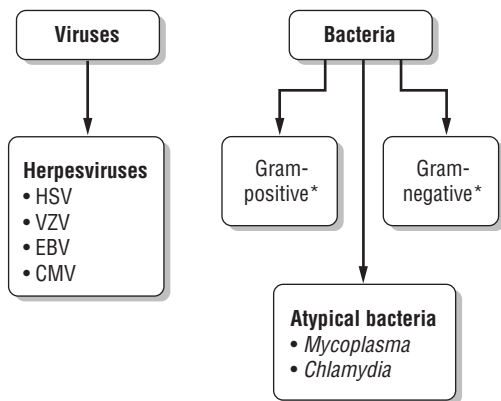 Viruses
Herpesviruses
• HSV
• VZV
• EBV
• CMV
Bacteria
Gram-
positive*
Gram-
negative*
Atypical bacteria
• Mycoplasma
• Chlamydia